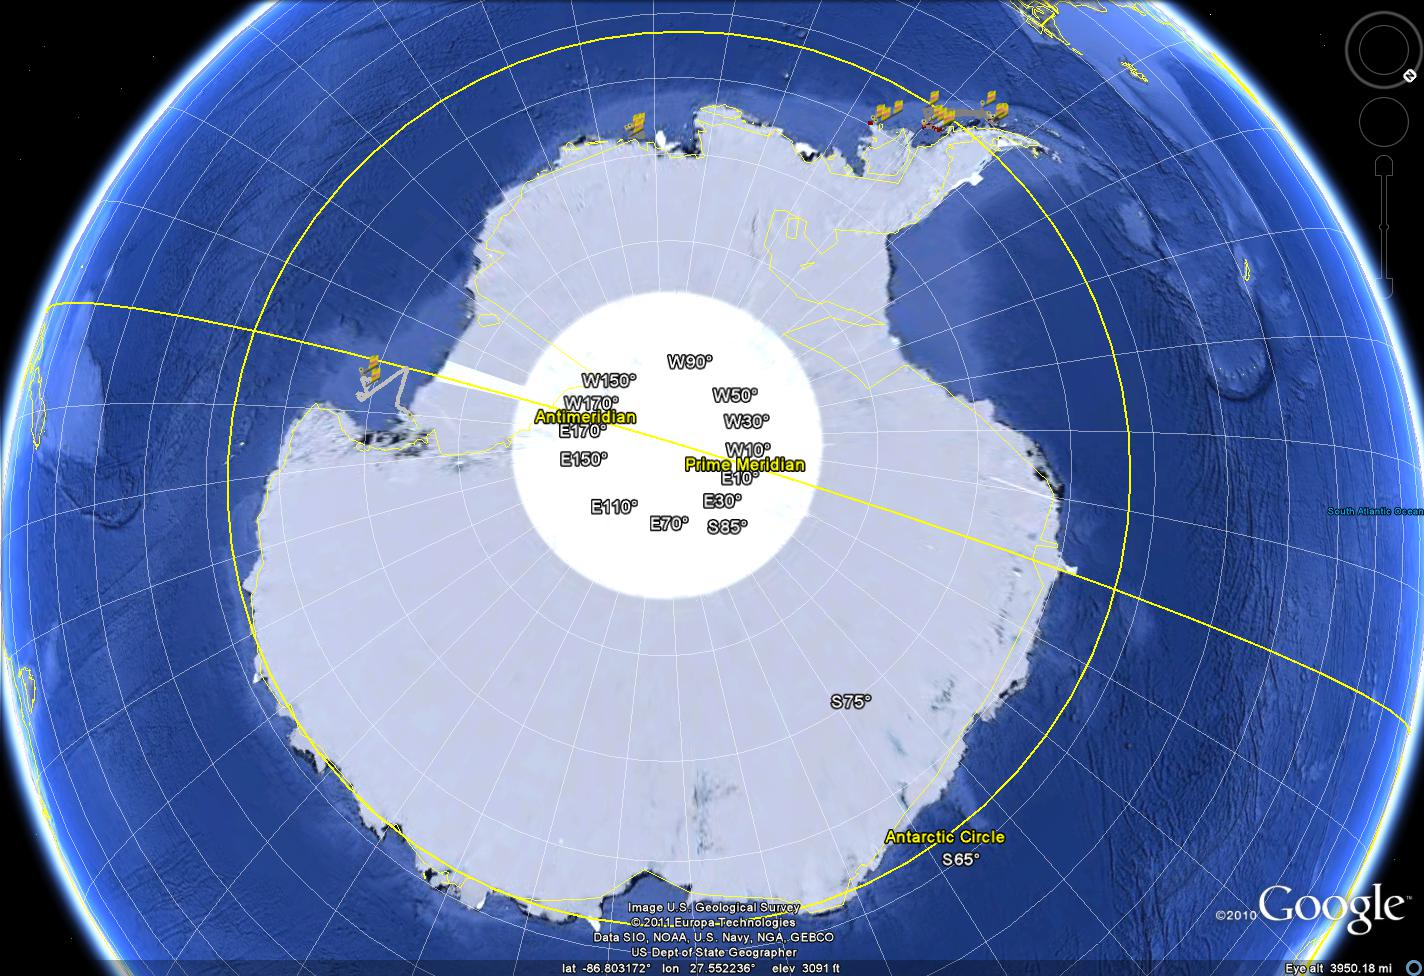 W90°
W150°
W50°
W170°
W30°
Antimeridian
E170°
W10°
E150°
Prime Meridian
E10°
E110°
E30°
E70°
S85°
South Atlantic Ocean
S75°
Antarctic Circle
S65°
Image U.S. Geological Survey
© 2011 Europa Technologies
Data SIO, NOAA, U.S. Navy, NGA, GEBCO
US Dept of State Geographer
©2010 Google™
lat -86.803172° lon 27.552236° elev 3091 ft
Eye alt 3950.18 mi